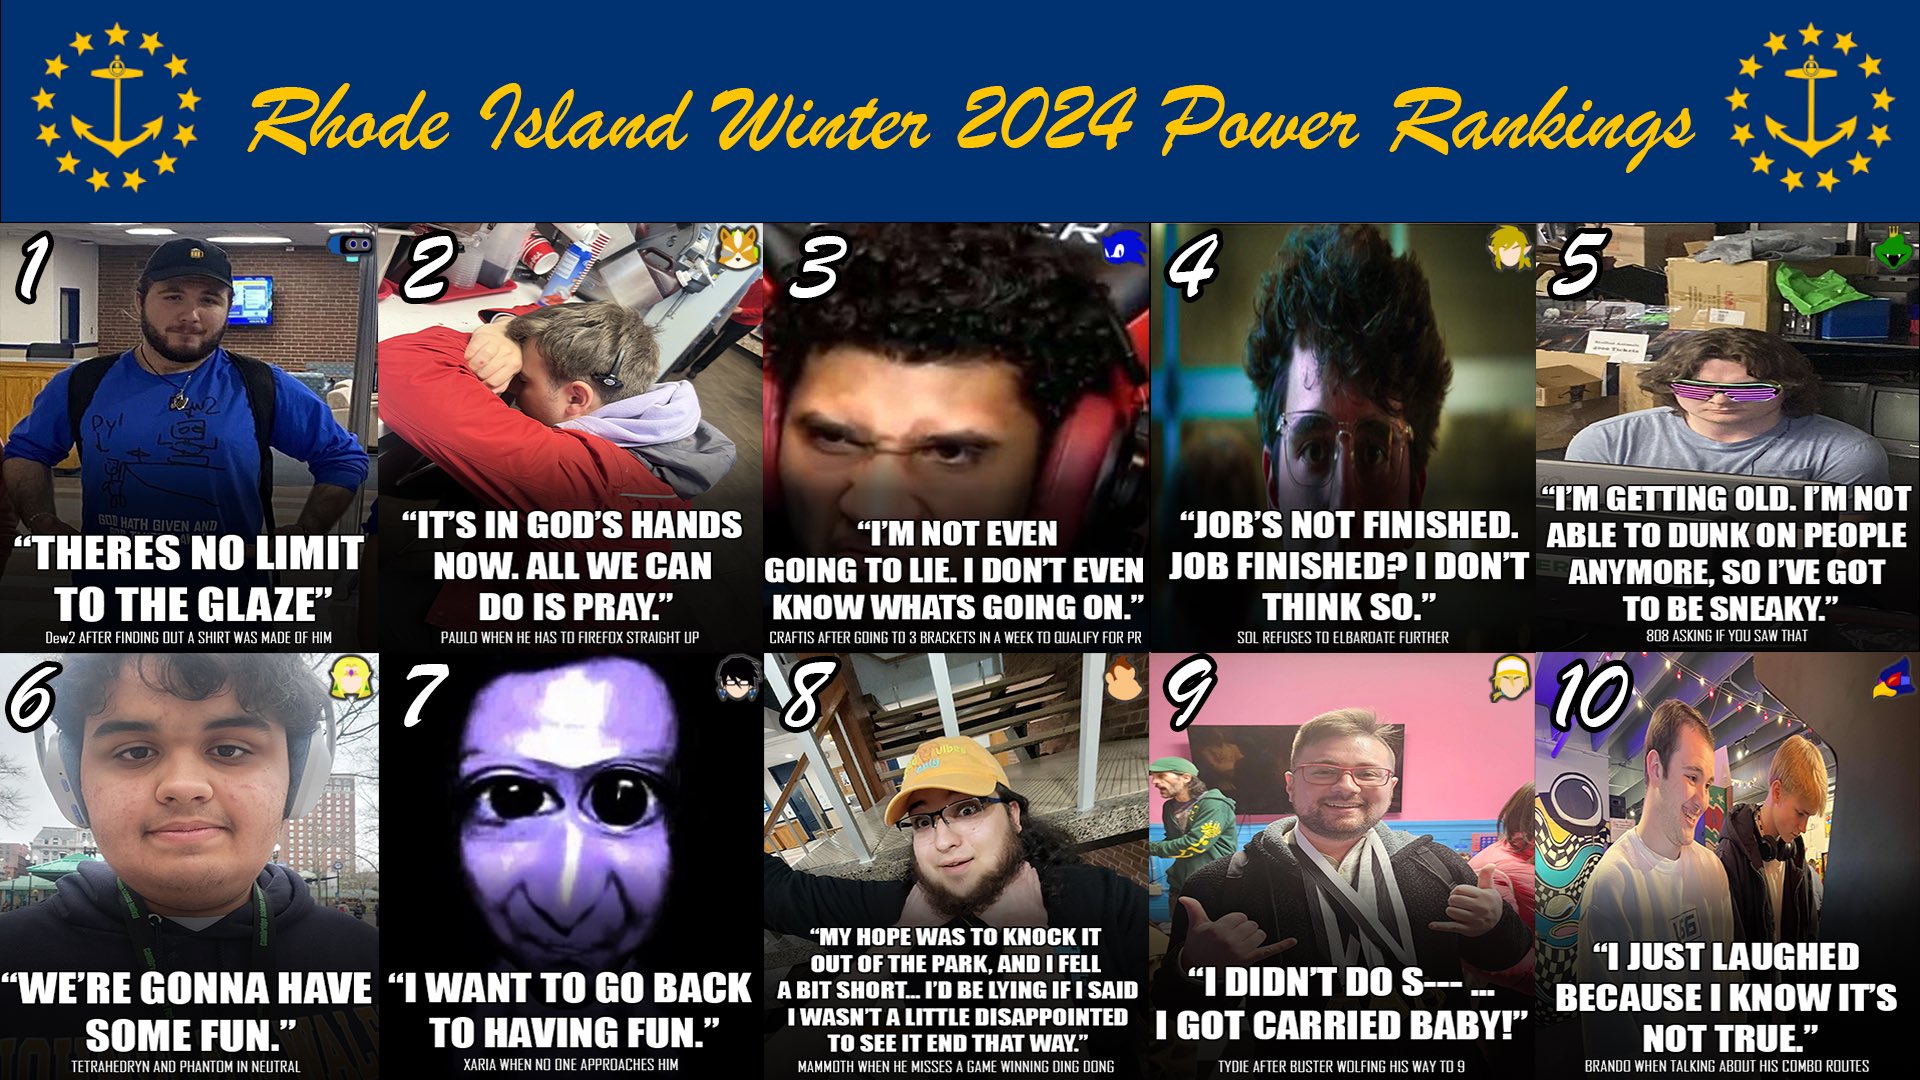 Rhode Island Winter 2024 Power Rankings
1
Pyl
Dew2
GOD HATH GIVEN AND
“THERES NO LIMIT
TO THE GLAZE”
Dew2 AFTER FINDING OUT A SHIRT WAS MADE OF HIM
2
“IT’S IN GOD’S HANDS
NOW. ALL WE CAN
DO IS PRAY.”
PAULO WHEN HE HAS TO FIREFOX STRAIGHT UP
3
“I’M NOT EVEN
GOING TO LIE. I DON’T EVEN
KNOW WHATS GOING ON.”
CRAFTIS AFTER GOING TO 3 BRACKETS IN A WEEK TO QUALIFY FOR PR
4
“JOB’S NOT FINISHED.
JOB FINISHED? I DON’T
THINK SO.”
SOL REFUSES TO ELBARDATE FURTHER
5
Tickets
“I’M GETTING OLD. I’M NOT
ABLE TO DUNK ON PEOPLE
ANYMORE, SO I’VE GOT
TO BE SNEAKY.”
808 ASKING IF YOU SAW THAT
6
“WE’RE GONNA HAVE
SOME FUN.”
TETRAHEDRYN AND PHANTOM IN NEUTRAL
7
“I WANT TO GO BACK
TO HAVING FUN.”
XARIA WHEN NO ONE APPROACHES HIM
8
“MY HOPE WAS TO KNOCK IT
OUT OF THE PARK, AND I FELL
A BIT SHORT... I’D BE LYING IF I SAID
I WASN’T A LITTLE DISAPPOINTED
TO SEE IT END THAT WAY.”
MAMMOTH WHEN HE MISSES A GAME WINNING DING DONG
9
“I DIDN’T DO S--- ...
I GOT CARRIED BABY!”
TYDIE AFTER BUSTER WOLFING HIS WAY TO 9
10
“I JUST LAUGHED
BECAUSE I KNOW IT’S
NOT TRUE.”
BRANDO WHEN TALKING ABOUT HIS COMBO ROUTES